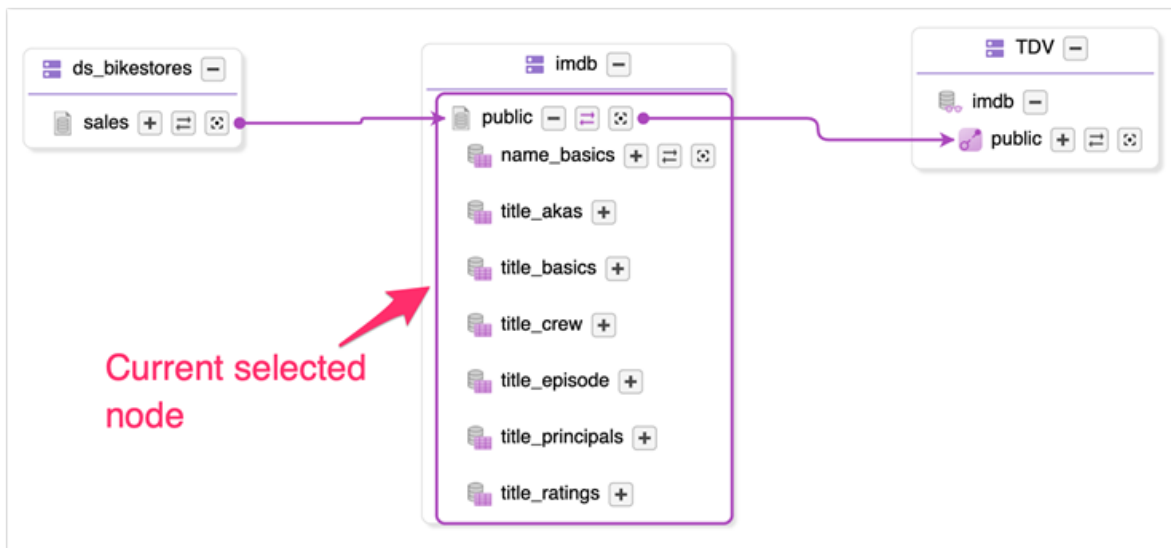 ds_bikestores
sales
imdb
public
name_basics
title_akas
title_basics
title_crew
title_episode
title_principals
title_ratings
TDV
imdb
public
Current selected
node